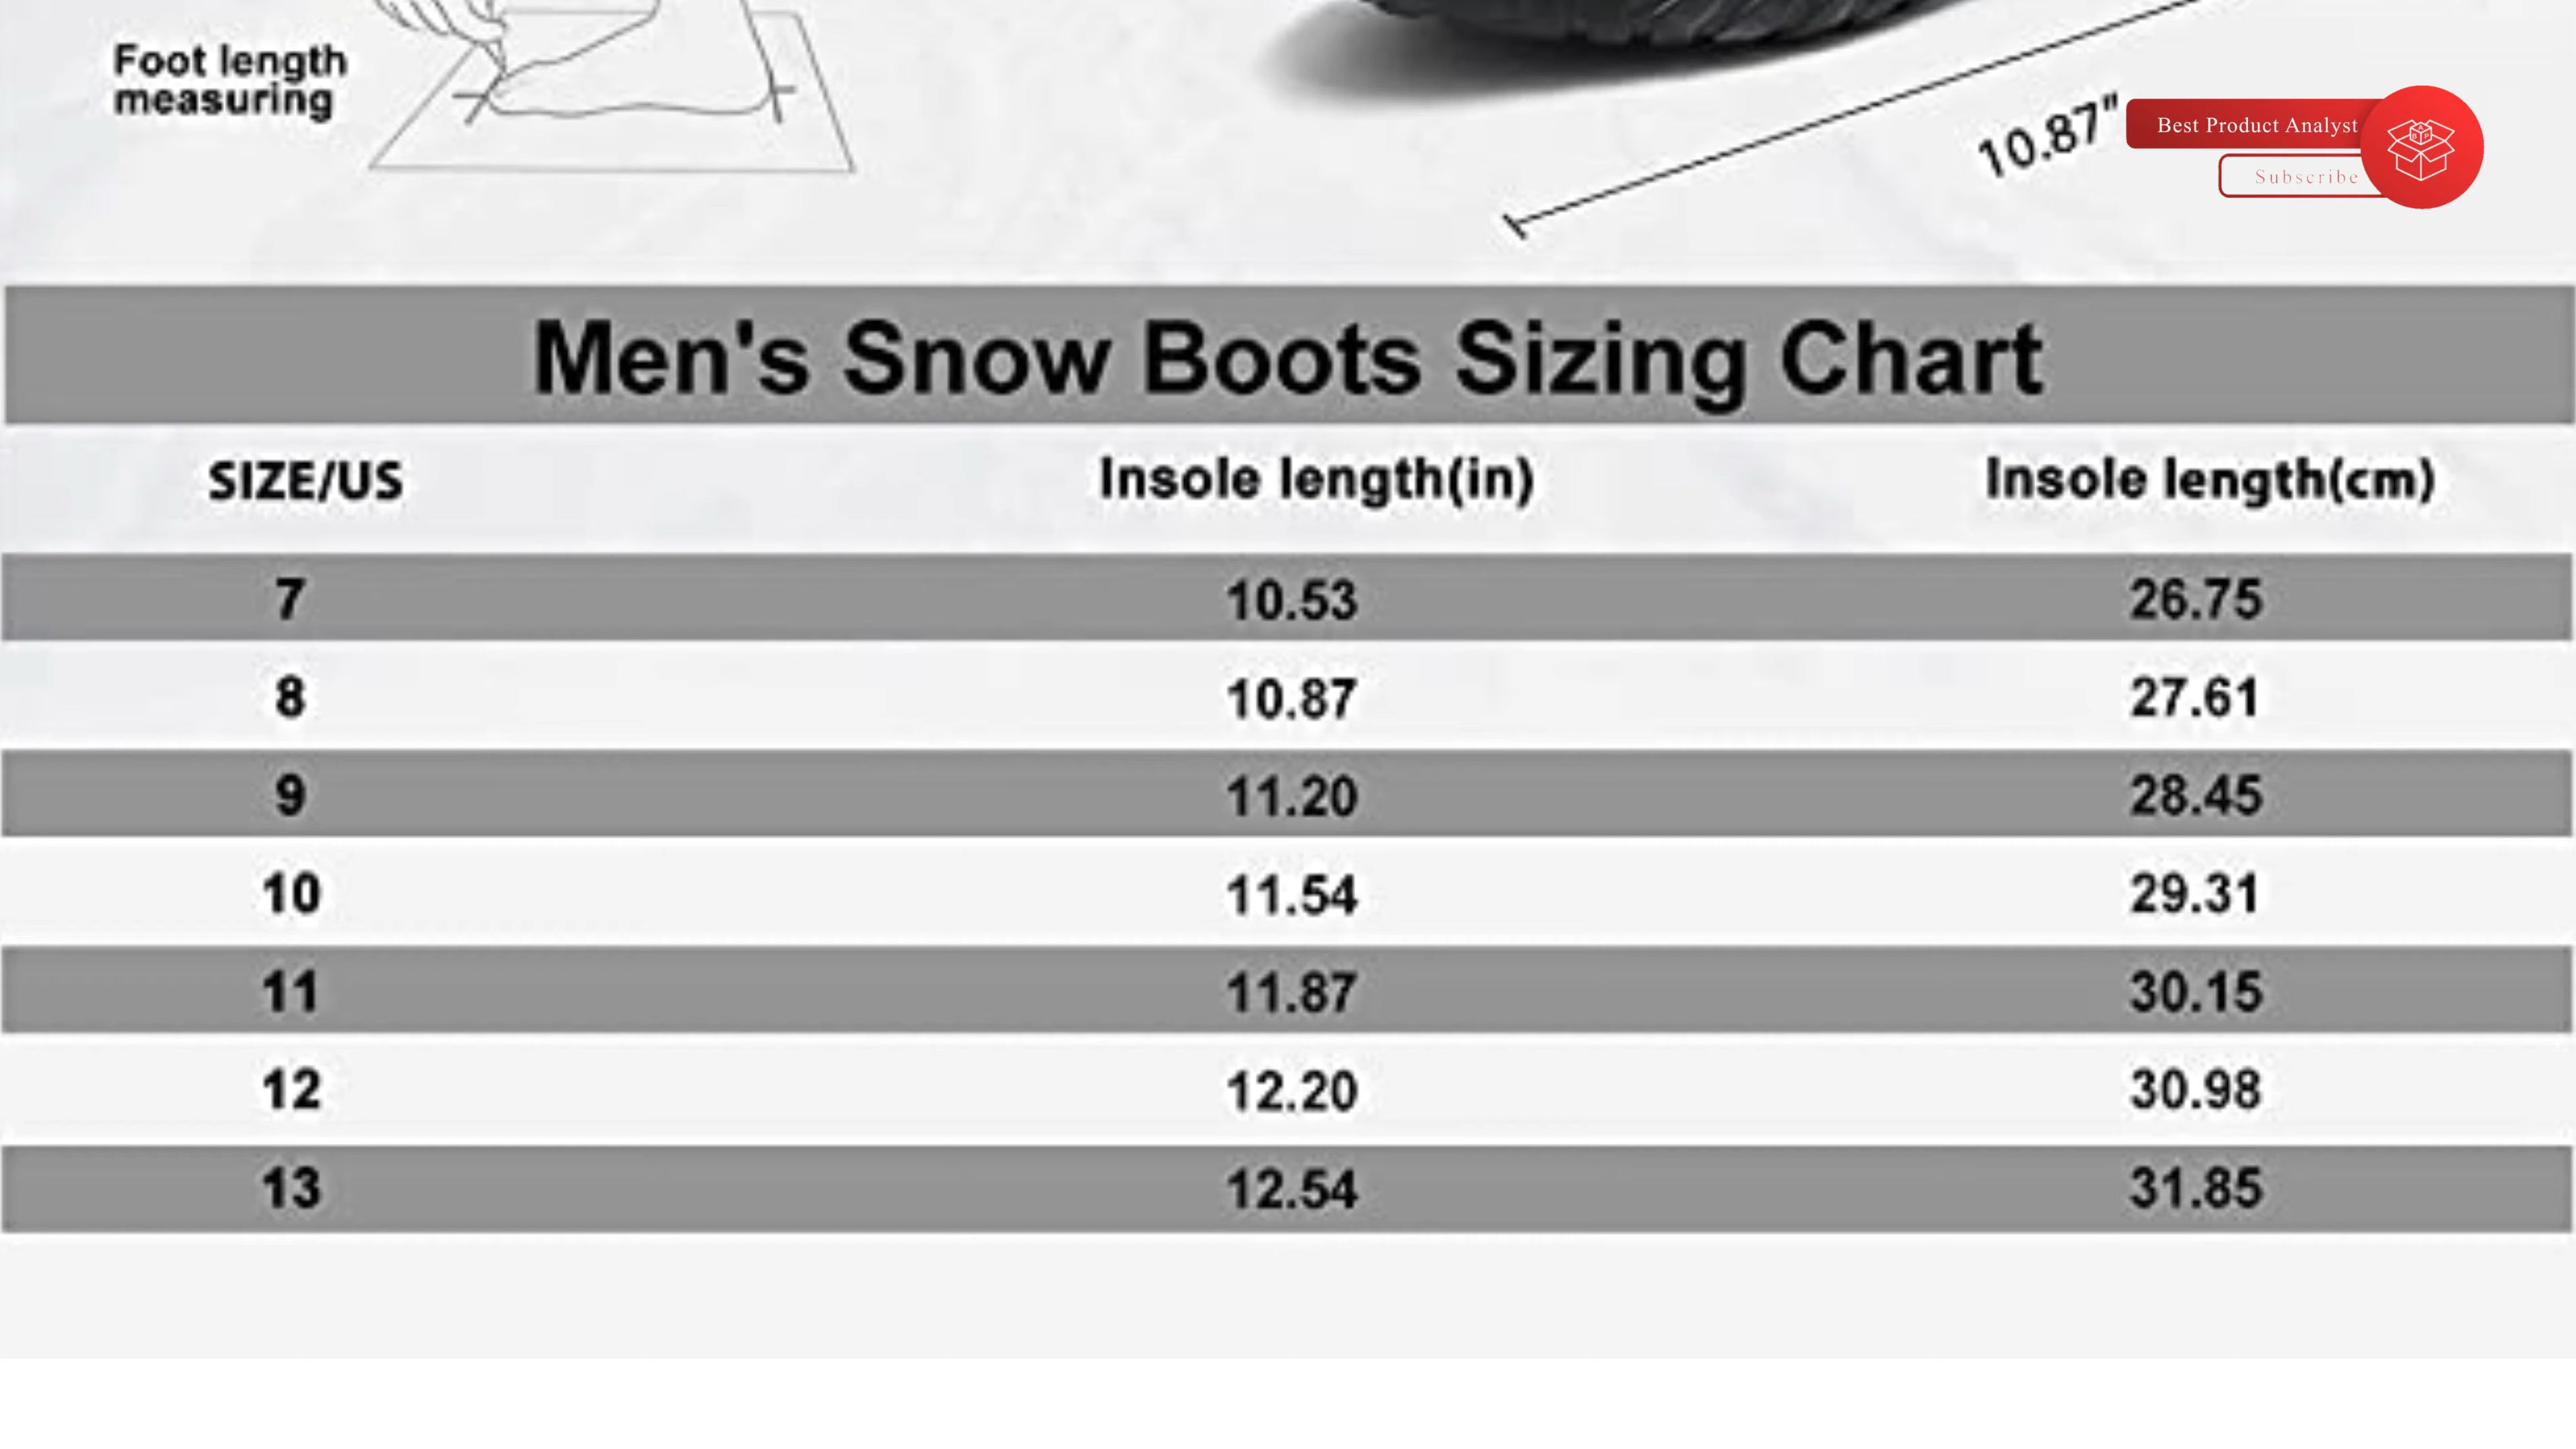 Foot length
measuring
10.87"
Best Product Analyst
Subscribe
Men's Snow Boots Sizing Chart
SIZE/US Insole length(in) Insole length(cm)
7 10.53 26.75
8 10.87 27.61
9 11.20 28.45
10 11.54 29.31
11 11.87 30.15
12 12.20 30.98
13 12.54 31.85